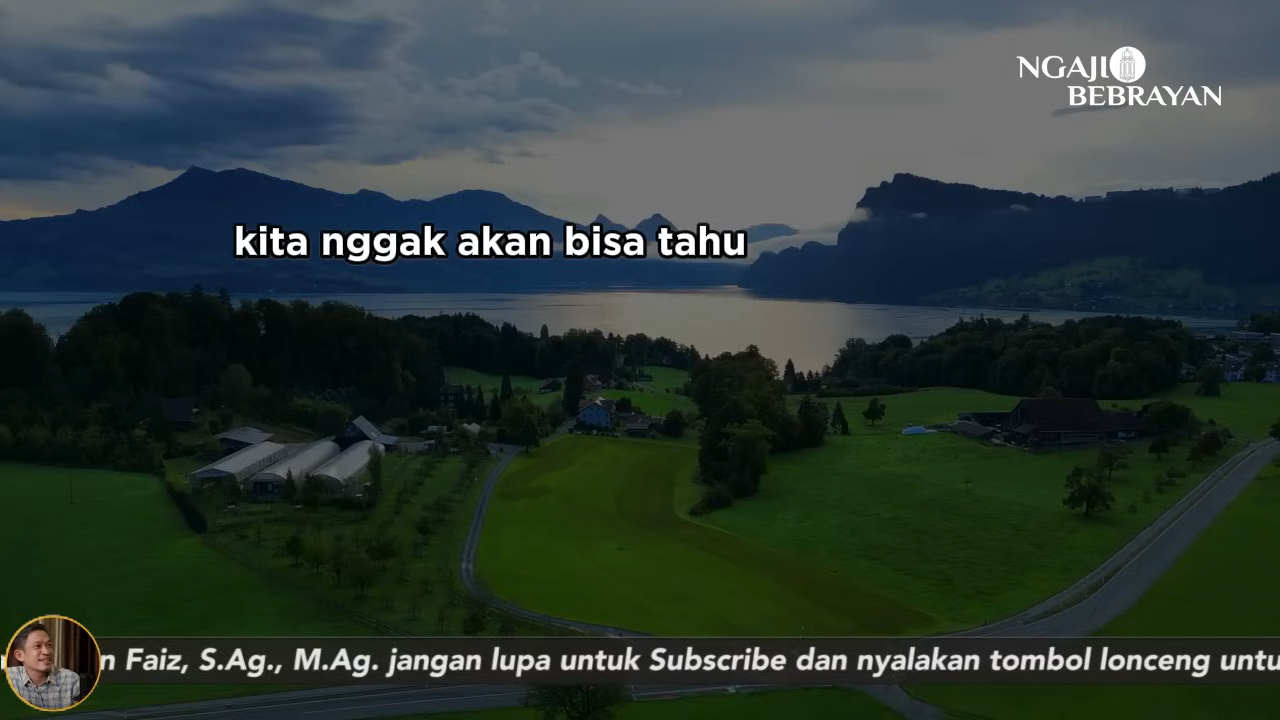 NGAJI
BEBRAYAN
kita nggak akan bisa tahu
n Faiz, S.Ag., M.Ag. jangan lupa untuk Subscribe dan nyalakan tombol lonceng untu